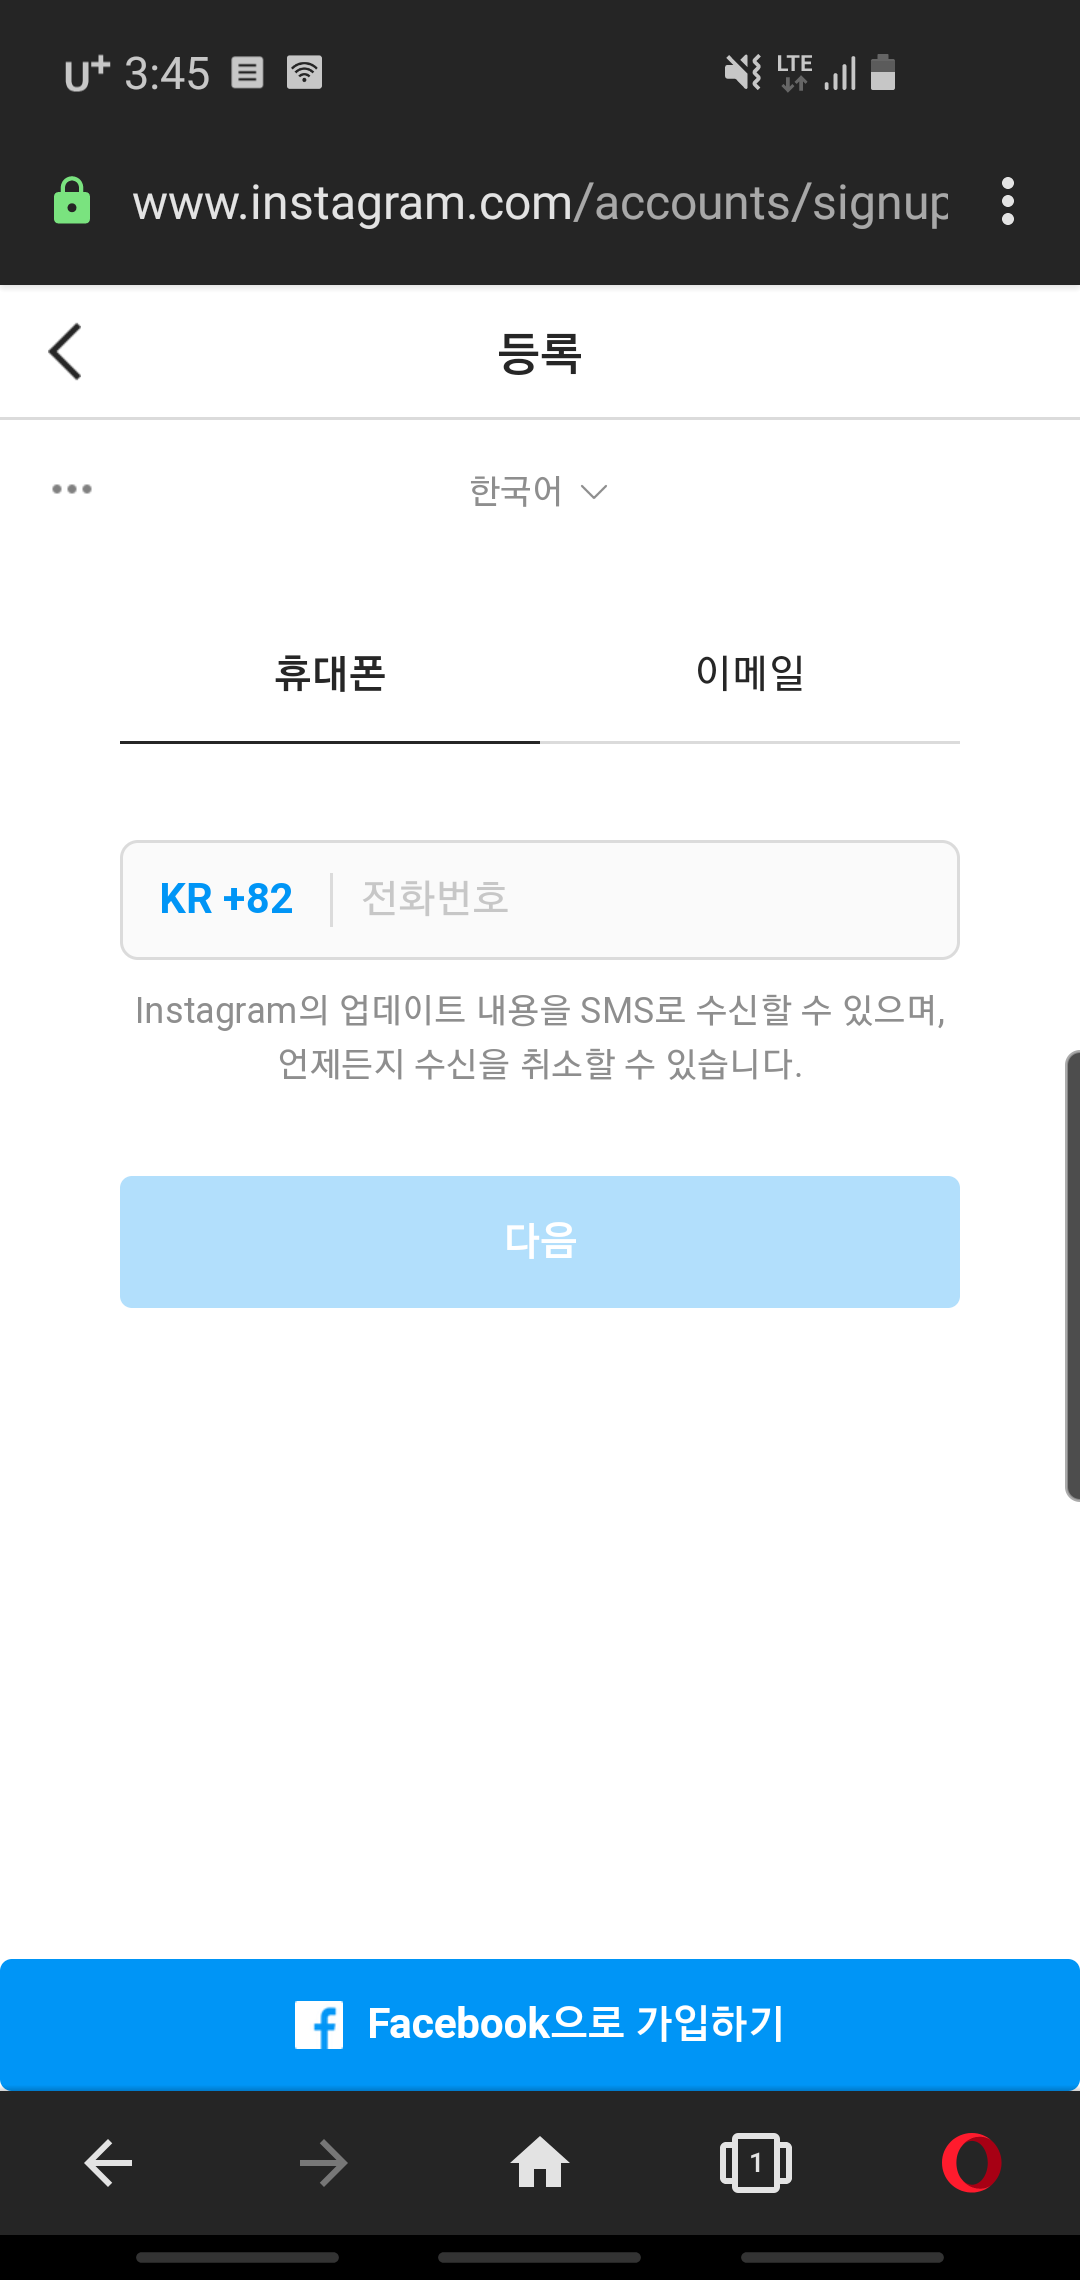 U+ 3:45 LTE
www.instagram.com/accounts/signup
등록
한국어
휴대폰 이메일
KR +82 전화번호
Instagram의 업데이트 내용을 SMS로 수신할 수 있으며,
언제든지 수신을 취소할 수 있습니다.
다음
Facebook으로 가입하기
1